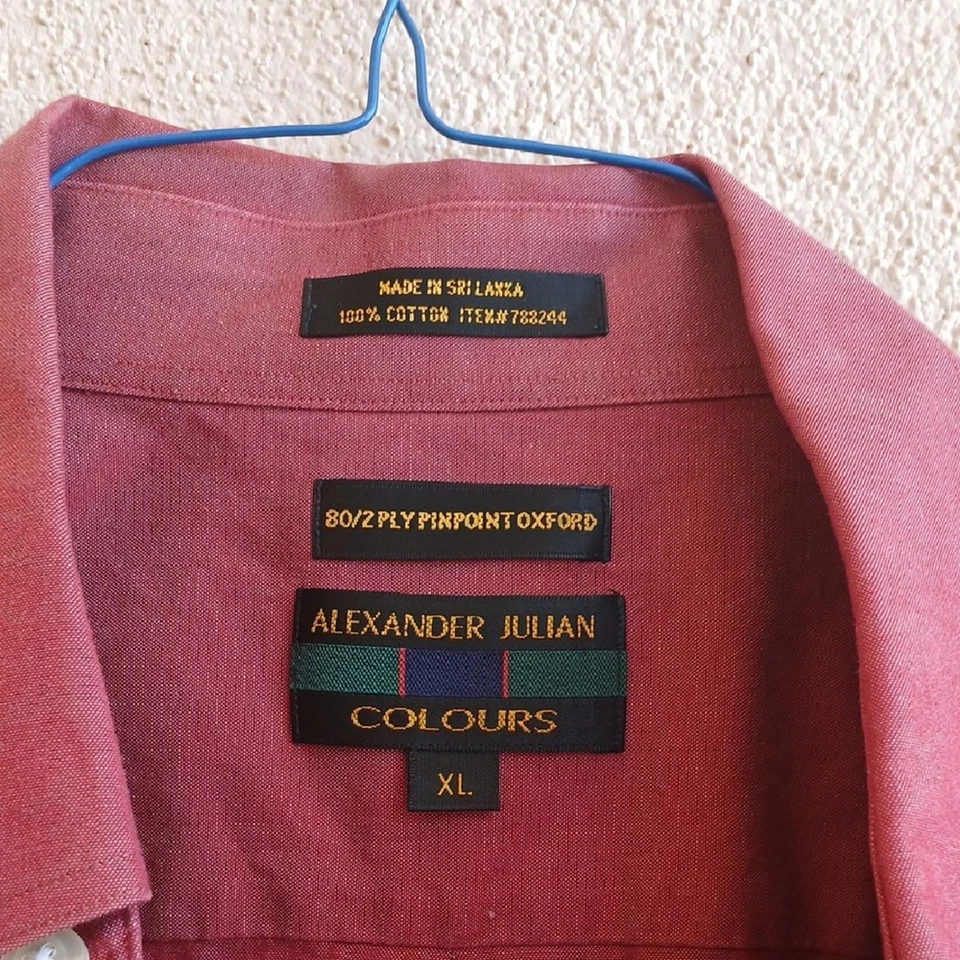 MADE IN SRI LANKA
100% COTTON ITEM#788244
80/2 PLY PINPOINT OXFORD
ALEXANDER JULIAN
COLOURS
XL.